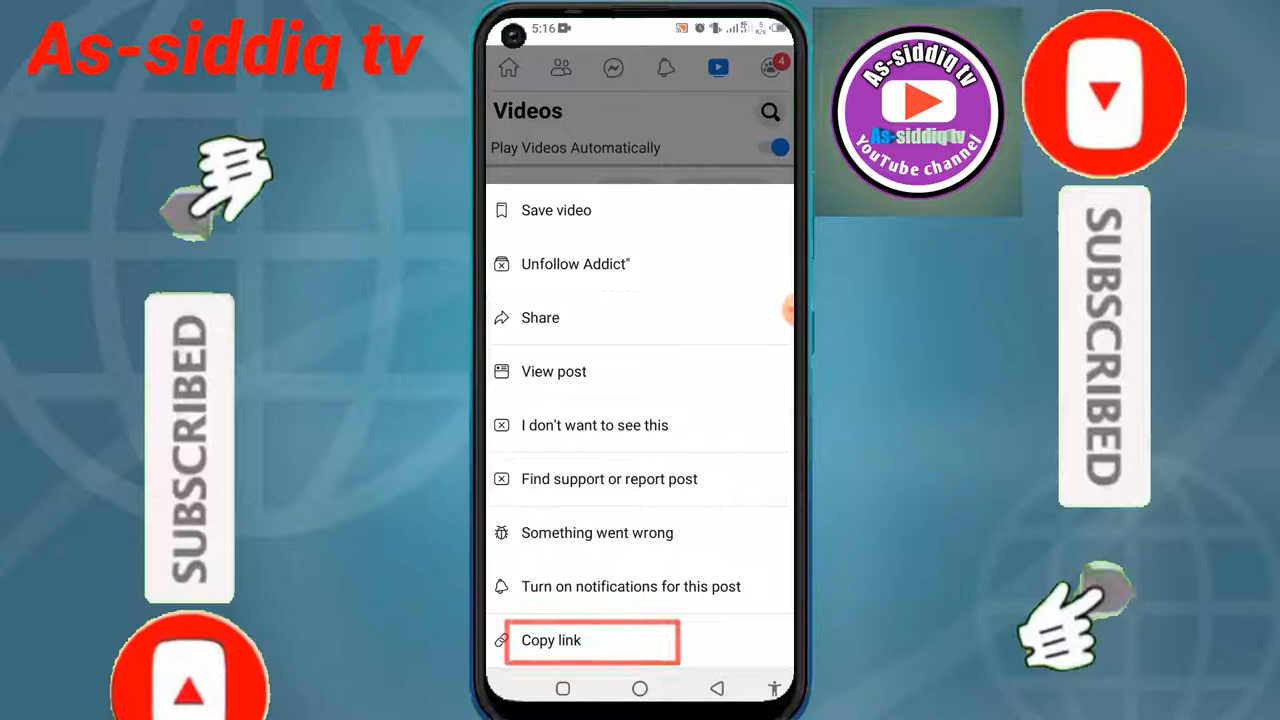 As-siddiq tv
5:16
5
K/s
4
Videos
Play Videos Automatically
Save video
Unfollow Addict"
Share
View post
I don't want to see this
Find support or report post
Something went wrong
Turn on notifications for this post
Copy link
As-siddiq tv
As-siddiq tv
YouTube channel
SUBSCRIBED
SUBSCRIBED